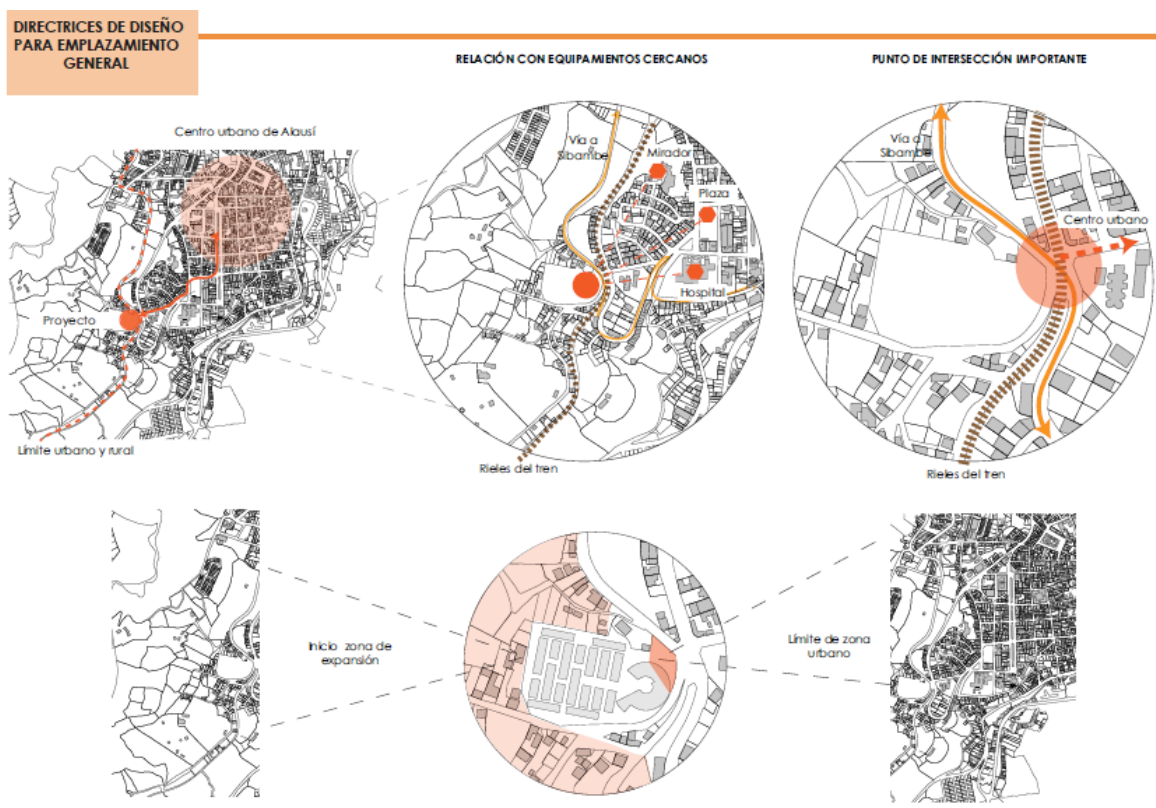 DIRECTRICES DE DISEÑO
PARA EMPLAZAMIENTO
GENERAL
RELACIÓN CON EQUIPAMIENTOS CERCANOS
PUNTO DE INTERSECCIÓN IMPORTANTE
Centro urbano de Alausí
Proyecto
Límite urbano y rural
Vía a
Sibambe
Mirador
Plaza
Hospital
Rieles del tren
Vía a
Sibambe
Centro urbano
Rieles del tren
Inicio zona de
expansión
Límite de zona
urbano